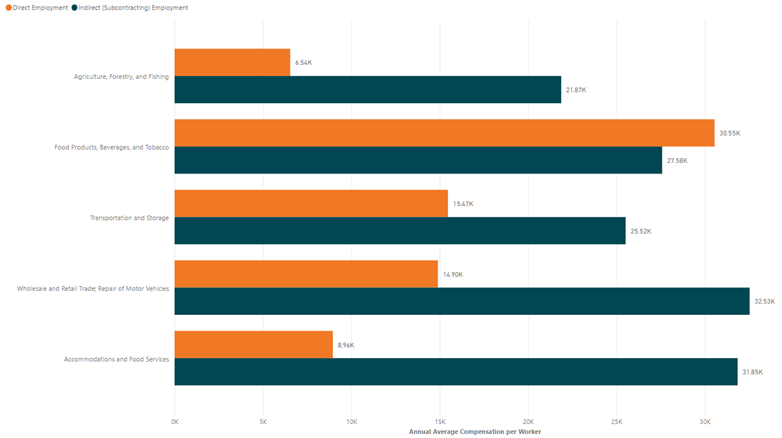 Direct Employment Indirect (Subcontracting) Employment
Agriculture, Forestry, and Fishing
6.54K
21.87K
Food Products, Beverages, and Tobacco
30.55K
27.58K
Transportation and Storage
15.47K
25.52K
Wholesale and Retail Trade; Repair of Motor Vehicles
14.90K
32.53K
Accommodations and Food Services
8.96K
31.85K
0K 5K 10K 15K 20K 25K 30K
Annual Average Compensation per Worker